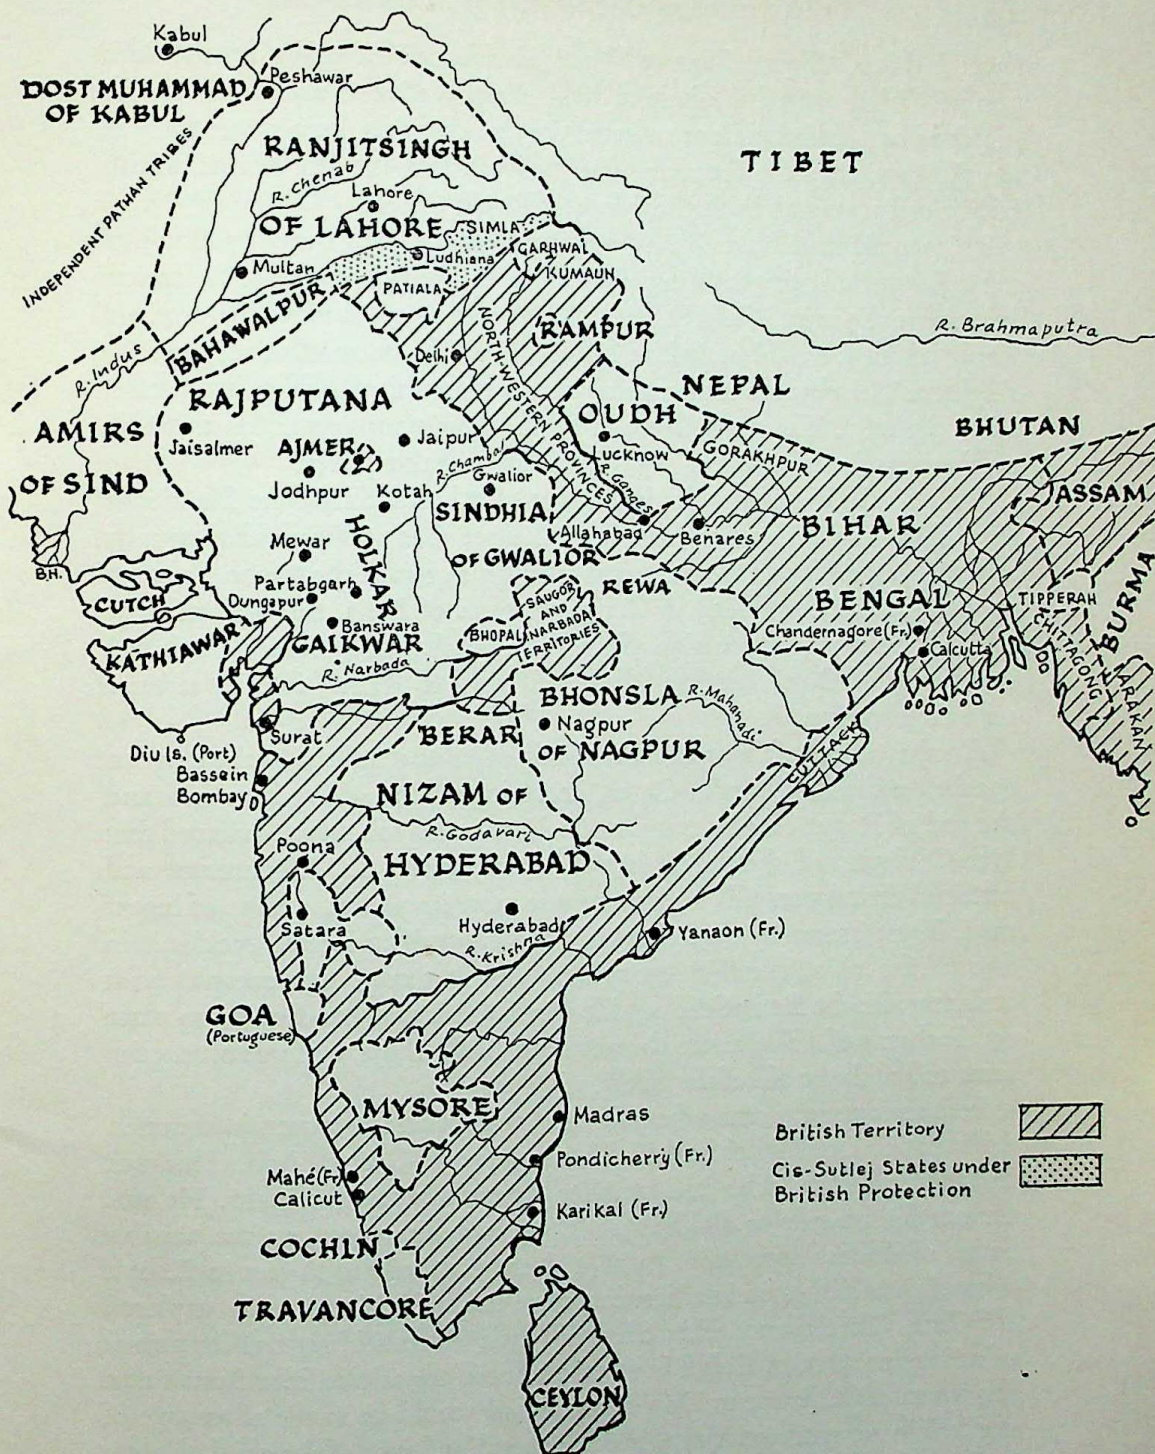 Kabul
DOST MUHAMMAD
OF KABUL
Peshawar
INDEPENDENT PATHAN TRIBES
RANJITSINGH
R. Chenab
Lahore
OF LAHORE
SIMLA
TIBET
Multan
Ludhiana
GARHWAL
KUMAUN
PATIALA
BAHAWALPUR
R. Indus
RAMPUR
Delhi
NORTH-WESTERN PROVINCES
R. Brahmaputra
NEPAL
RAJPUTANA
OUDH
BHUTAN
AMIRS
OF SIND
Jaisalmer
AJMER
Jaipur
Lucknow
GORAKHPUR
R. Chambal
Gwalior
R. Ganges
Jodhpur
Kotah
SINDHIA
OF GWALIOR
ASSAM
Allahabad
Benares
BIHAR
HOLKAR
Mewar
B.H.
CUTCH
Partabgarh
Dungapur
REWA
SAUGOR
AND
NARBADA
TERRITORIES
BENGAL
TIPPERAH
BURMA
Banswara
GAIKWAR
BHOPAL
Chandernagore (Fr.)
Calcutta
CHITTAGONG
KATHIAWAR
R. Narbada
ARAKAN
BHONSLA
OF NAGPUR
R. Mahanadi
Nagpur
Surat
BERAR
CUTTACK
Diu Is. (Port)
Bassein
Bombay
NIZAM OF
HYDERABAD
R. Godavari
Poona
Satara
Hyderabad
R. Krishna
Yanaon (Fr.)
GOA
(Portuguese)
MYSORE
Madras
British Territory
Mahé (Fr)
Calicut
Pondicherry (Fr.)
Cis-Sutlej States under
British Protection
Karikal (Fr.)
COCHIN
TRAVANCORE
CEYLON